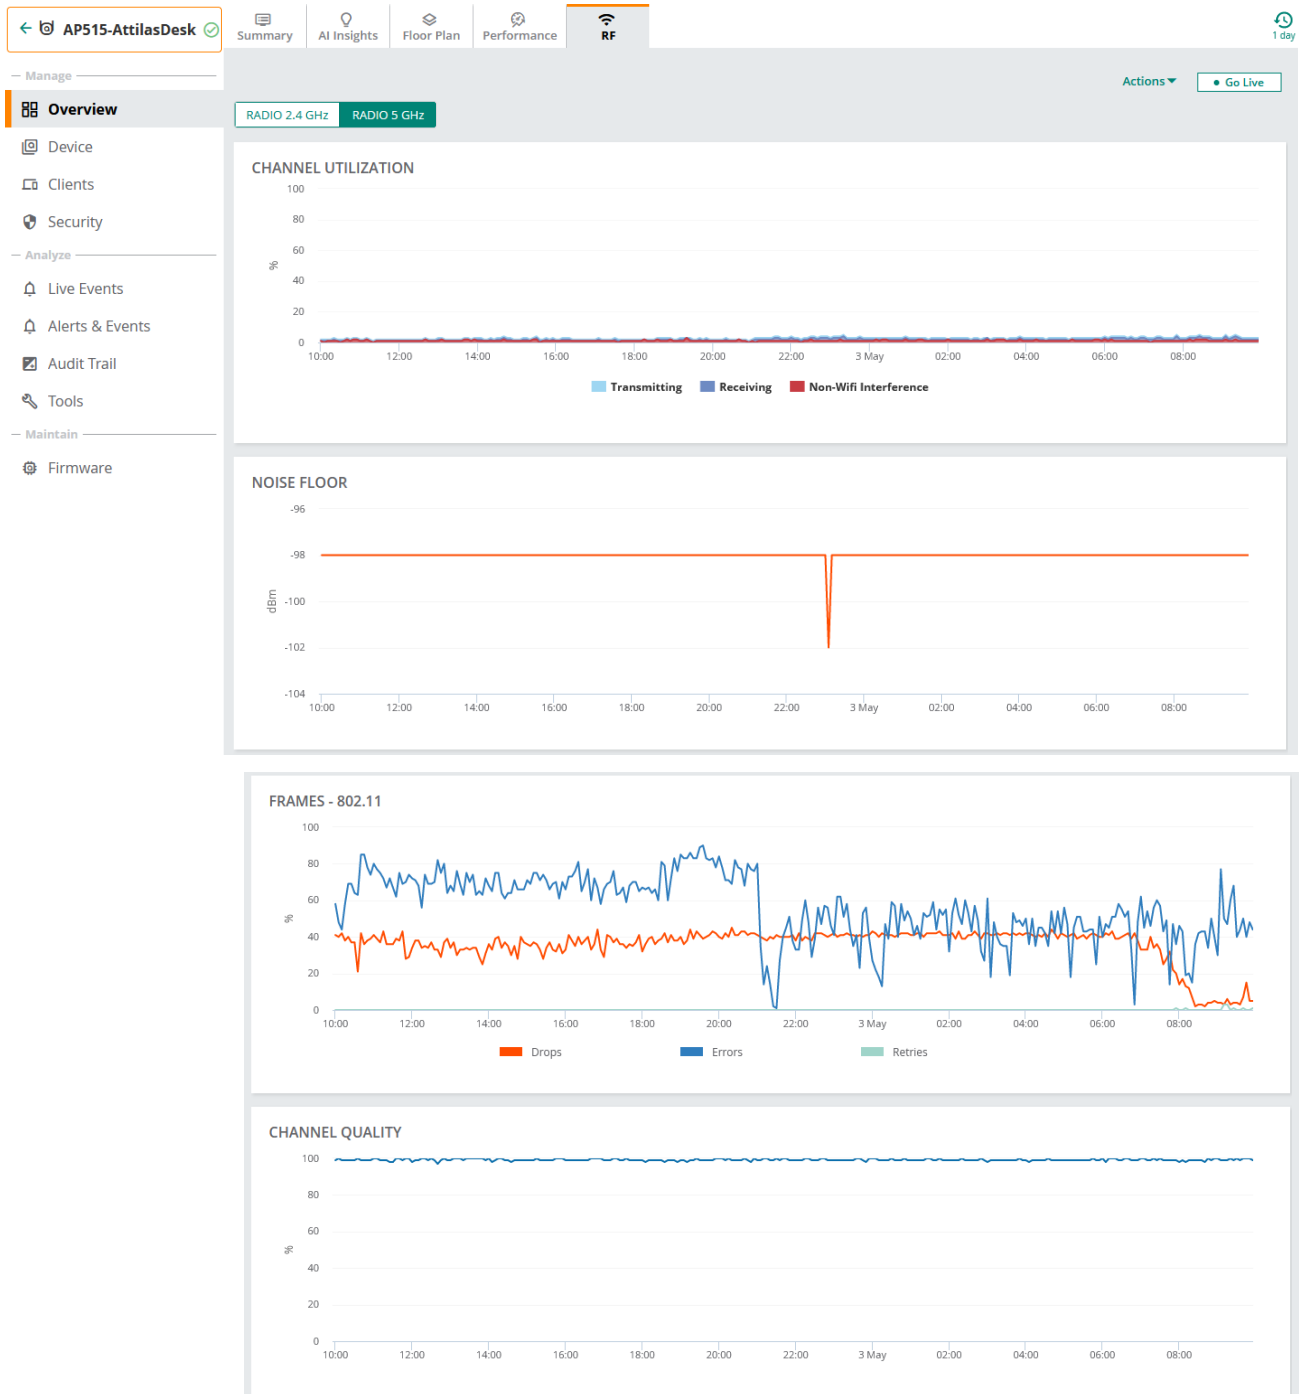 AP515-AttilasDesk
Summary
AI Insights
Floor Plan
Performance
RF
1 day
Manage
Overview
Device
Clients
Security
Analyze
Live Events
Alerts & Events
Audit Trail
Tools
Maintain
Firmware
Actions
Go Live
RADIO 2.4 GHz
RADIO 5 GHz
CHANNEL UTILIZATION
100
80
60
%
40
20
0
10:00 12:00 14:00 16:00 18:00 20:00 22:00 3 May 02:00 04:00 06:00 08:00
Transmitting Receiving Non-Wifi Interference
NOISE FLOOR
-96
-98
dBm
-100
-102
-104
10:00 12:00 14:00 16:00 18:00 20:00 22:00 3 May 02:00 04:00 06:00 08:00
FRAMES - 802.11
100
80
60
%
40
20
0
10:00 12:00 14:00 16:00 18:00 20:00 22:00 3 May 02:00 04:00 06:00 08:00
Drops Errors Retries
CHANNEL QUALITY
100
80
60
%
40
20
0
10:00 12:00 14:00 16:00 18:00 20:00 22:00 3 May 02:00 04:00 06:00 08:00